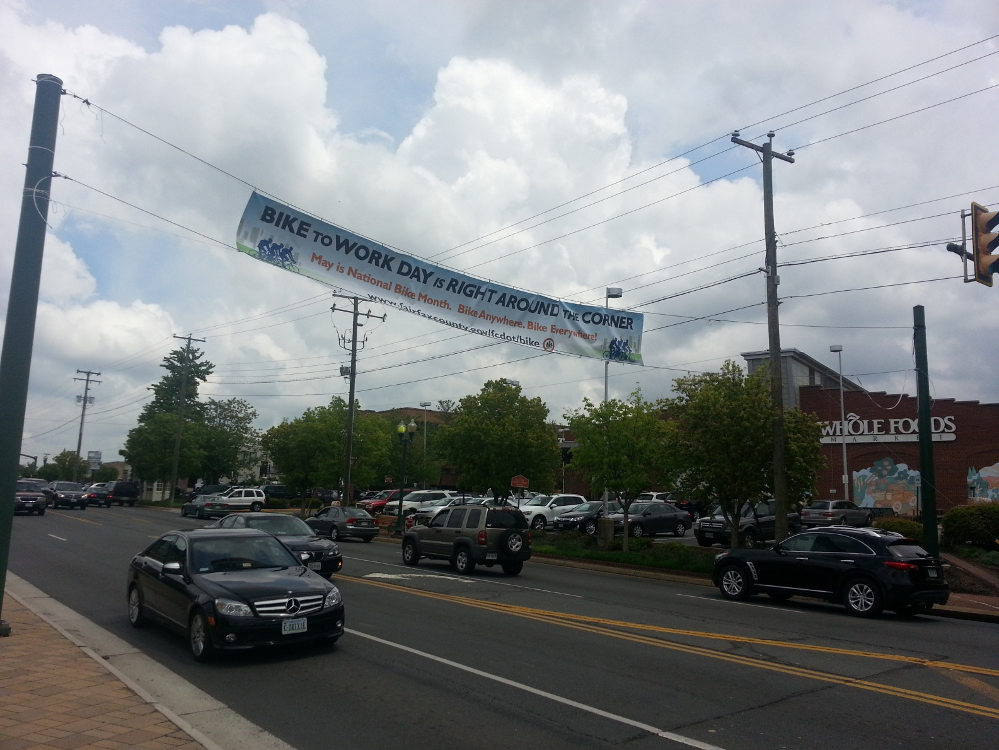 BIKE TO WORK DAY IS RIGHT AROUND THE CORNER
May is National Bike Month. Bike Anywhere. Bike Everywhere!
www.fairfaxcounty.gov/fcdot/bike
WHOLE FOODS
MARKET
C-TRIXIE